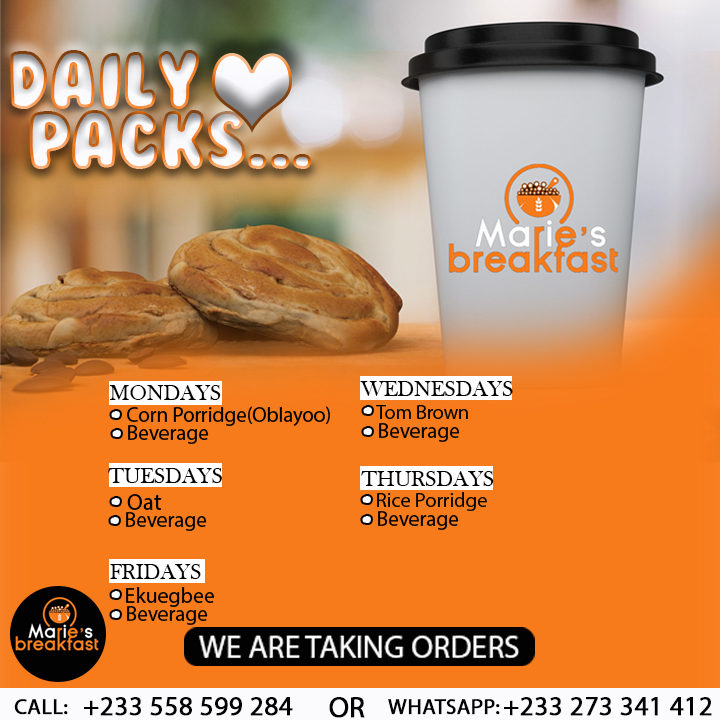 DAILY
PACKS...
Marie's
breakfast
MONDAYS
Corn Porridge(Oblayoo)
Beverage
WEDNESDAYS
Tom Brown
Beverage
TUESDAYS
Oat
Beverage
THURSDAYS
Rice Porridge
Beverage
FRIDAYS
Ekuegbee
Beverage
Marie's
breakfast
WE ARE TAKING ORDERS
CALL: +233 558 599 284 OR WHATSAPP:+233 273 341 412